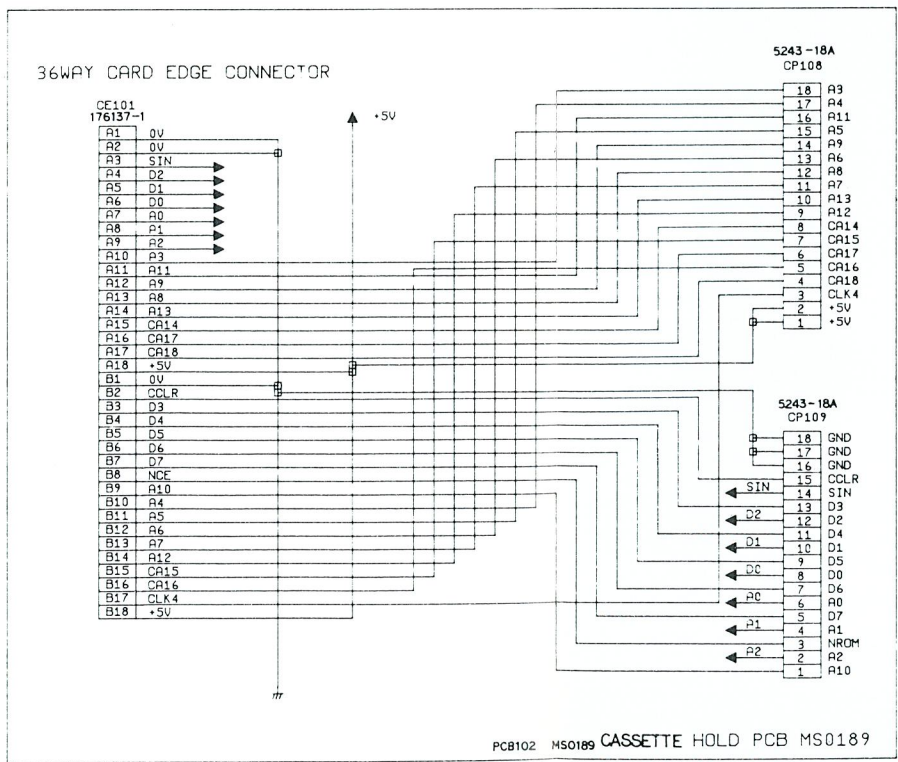 36WAY CARD EDGE CONNECTOR
CE101
176137-1
A1 0V
A2 0V
A3 SIN
A4 D2
A5 D1
A6 D0
A7 A0
A8 A1
A9 A2
A10 A3
A11 A11
A12 A9
A13 A8
A14 A13
A15 CA14
A16 CA17
A17 CA18
A18 +5V
B1 0V
B2 CCLR
B3 D3
B4 D4
B5 D5
B6 D6
B7 D7
B8 NCE
B9 A10
B10 A4
B11 A5
B12 A6
B13 A7
B14 A12
B15 CA15
B16 CA16
B17 CLK4
B18 +5V
+5V
5243-18A
CP108
18 A3
17 A4
16 A11
15 A5
14 A9
13 A6
12 A8
11 A7
10 A13
9 A12
8 CA14
7 CA15
6 CA17
5 CA16
4 CA18
3 CLK4
2 +5V
1 +5V
5243-18A
CP109
18 GND
17 GND
16 GND
15 CCLR
SIN 14 SIN
13 D3
D2 12 D2
11 D4
D1 10 D1
9 D5
D0 8 D0
7 D6
A0 6 A0
5 D7
A1 4 A1
3 NROM
A2 2 A2
1 A10
PCB102 MS0189 CASSETTE HOLD PCB MS0189